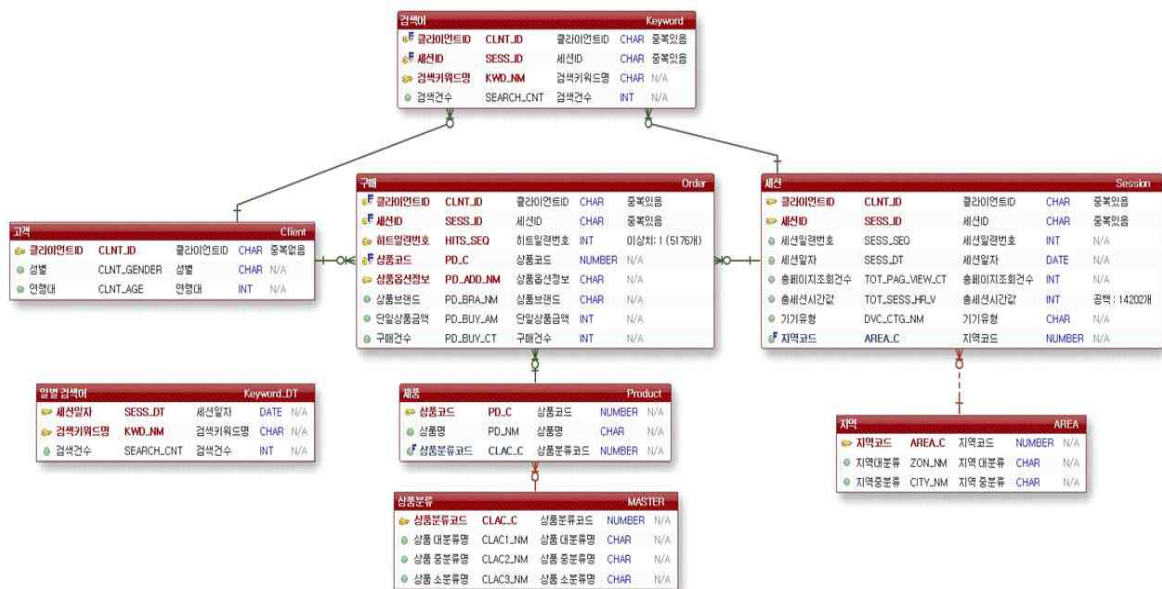 검색어 Keyword
클라이언트ID CLNT_ID 클라이언트ID CHAR 중복있음
세션ID SESS_ID 세션ID CHAR 중복있음
검색키워드명 KWD_NM 검색키워드명 CHAR N/A
검색건수 SEARCH_CNT 검색건수 INT N/A
고객 Client
클라이언트ID CLNT_ID 클라이언트ID CHAR 중복없음
성별 CLNT_GENDER 성별 CHAR N/A
연령대 CLNT_AGE 연령대 INT N/A
구매 Order
클라이언트ID CLNT_ID 클라이언트ID CHAR 중복있음
세션ID SESS_ID 세션ID CHAR 중복있음
히트일련번호 HITS_SEQ 히트일련번호 INT 이상치: 1 (5176개)
상품코드 PD_C 상품코드 NUMBER N/A
상품옵션정보 PD_ADD_NM 상품옵션정보 CHAR N/A
상품브랜드 PD_BRA_NM 상품브랜드 CHAR N/A
단일상품금액 PD_BUY_AM 단일상품금액 INT N/A
구매건수 PD_BUY_CT 구매건수 INT N/A
세션 Session
클라이언트ID CLNT_ID 클라이언트ID CHAR 중복있음
세션ID SESS_ID 세션ID CHAR 중복있음
세션일련번호 SESS_SEQ 세션일련번호 INT N/A
세션일자 SESS_DT 세션일자 DATE N/A
총페이지조회건수 TOT_PAG_VIEW_CT 총페이지조회건수 INT N/A
총세션시간값 TOT_SESS_HR_V 총세션시간값 INT 공백 : 14202개
기기유형 DVC_CTG_NM 기기유형 CHAR N/A
지역코드 AREA_C 지역코드 NUMBER N/A
일별 검색어 Keyword_DT
세션일자 SESS_DT 세션일자 DATE N/A
검색키워드명 KWD_NM 검색키워드명 CHAR N/A
검색건수 SEARCH_CNT 검색건수 INT N/A
제품 Product
상품코드 PD_C 상품코드 NUMBER N/A
상품명 PD_NM 상품명 CHAR N/A
상품분류코드 CLAC_C 상품분류코드 NUMBER N/A
지역 AREA
지역코드 AREA_C 지역코드 NUMBER N/A
지역대분류 ZON_NM 지역 대분류 CHAR N/A
지역중분류 CITY_NM 지역 중분류 CHAR N/A
상품분류 MASTER
상품분류코드 CLAC_C 상품분류코드 NUMBER N/A
상품 대분류명 CLAC1_NM 상품 대분류명 CHAR N/A
상품 중분류명 CLAC2_NM 상품 중분류명 CHAR N/A
상품 소분류명 CLAC3_NM 상품 소분류명 CHAR N/A